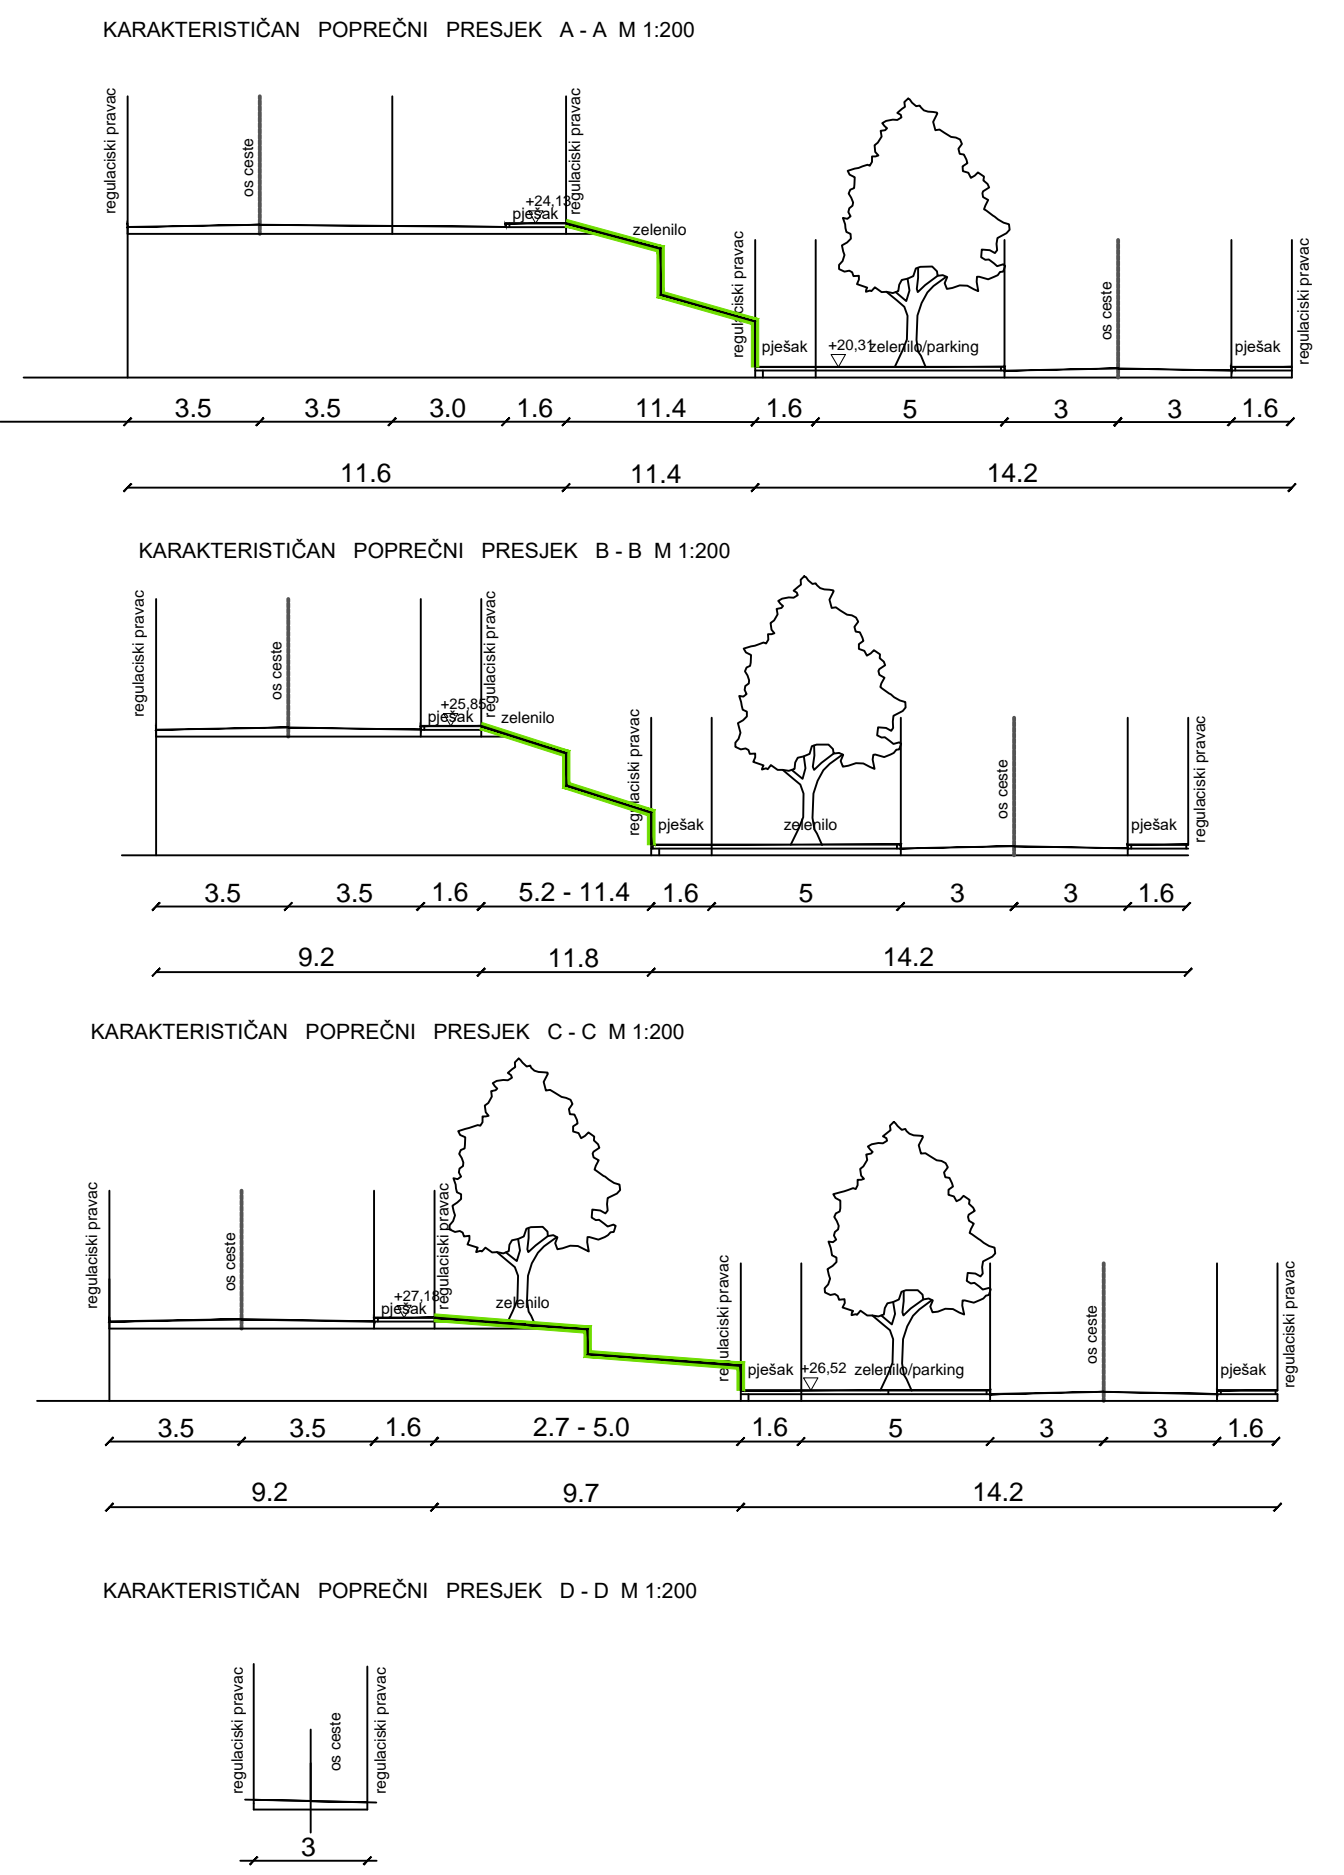 KARAKTERISTIČAN POPREČNI PRESJEK A - A M 1:200
regulaciski pravac
os ceste
regulaciski pravac
+24,13
pješak
zelenilo
regulaciski pravac
pješak
+20,31
zelenilo/parking
os ceste
pješak
regulaciski pravac
3.5 3.5 3.0 1.6 11.4 1.6 5 3 3 1.6
11.6 11.4 14.2
KARAKTERISTIČAN POPREČNI PRESJEK B - B M 1:200
regulaciski pravac
os ceste
regulaciski pravac
+25,85
pješak
zelenilo
regulaciski pravac
pješak
zelenilo
os ceste
pješak
regulaciski pravac
3.5 3.5 1.6 5.2 - 11.4 1.6 5 3 3 1.6
9.2 11.8 14.2
KARAKTERISTIČAN POPREČNI PRESJEK C - C M 1:200
regulaciski pravac
os ceste
regulaciski pravac
+27,18
pješak
zelenilo
regulaciski pravac
pješak
+26,52
zelenilo/parking
os ceste
pješak
regulaciski pravac
3.5 3.5 1.6 2.7 - 5.0 1.6 5 3 3 1.6
9.2 9.7 14.2
KARAKTERISTIČAN POPREČNI PRESJEK D - D M 1:200
regulaciski pravac
os ceste
regulaciski pravac
3